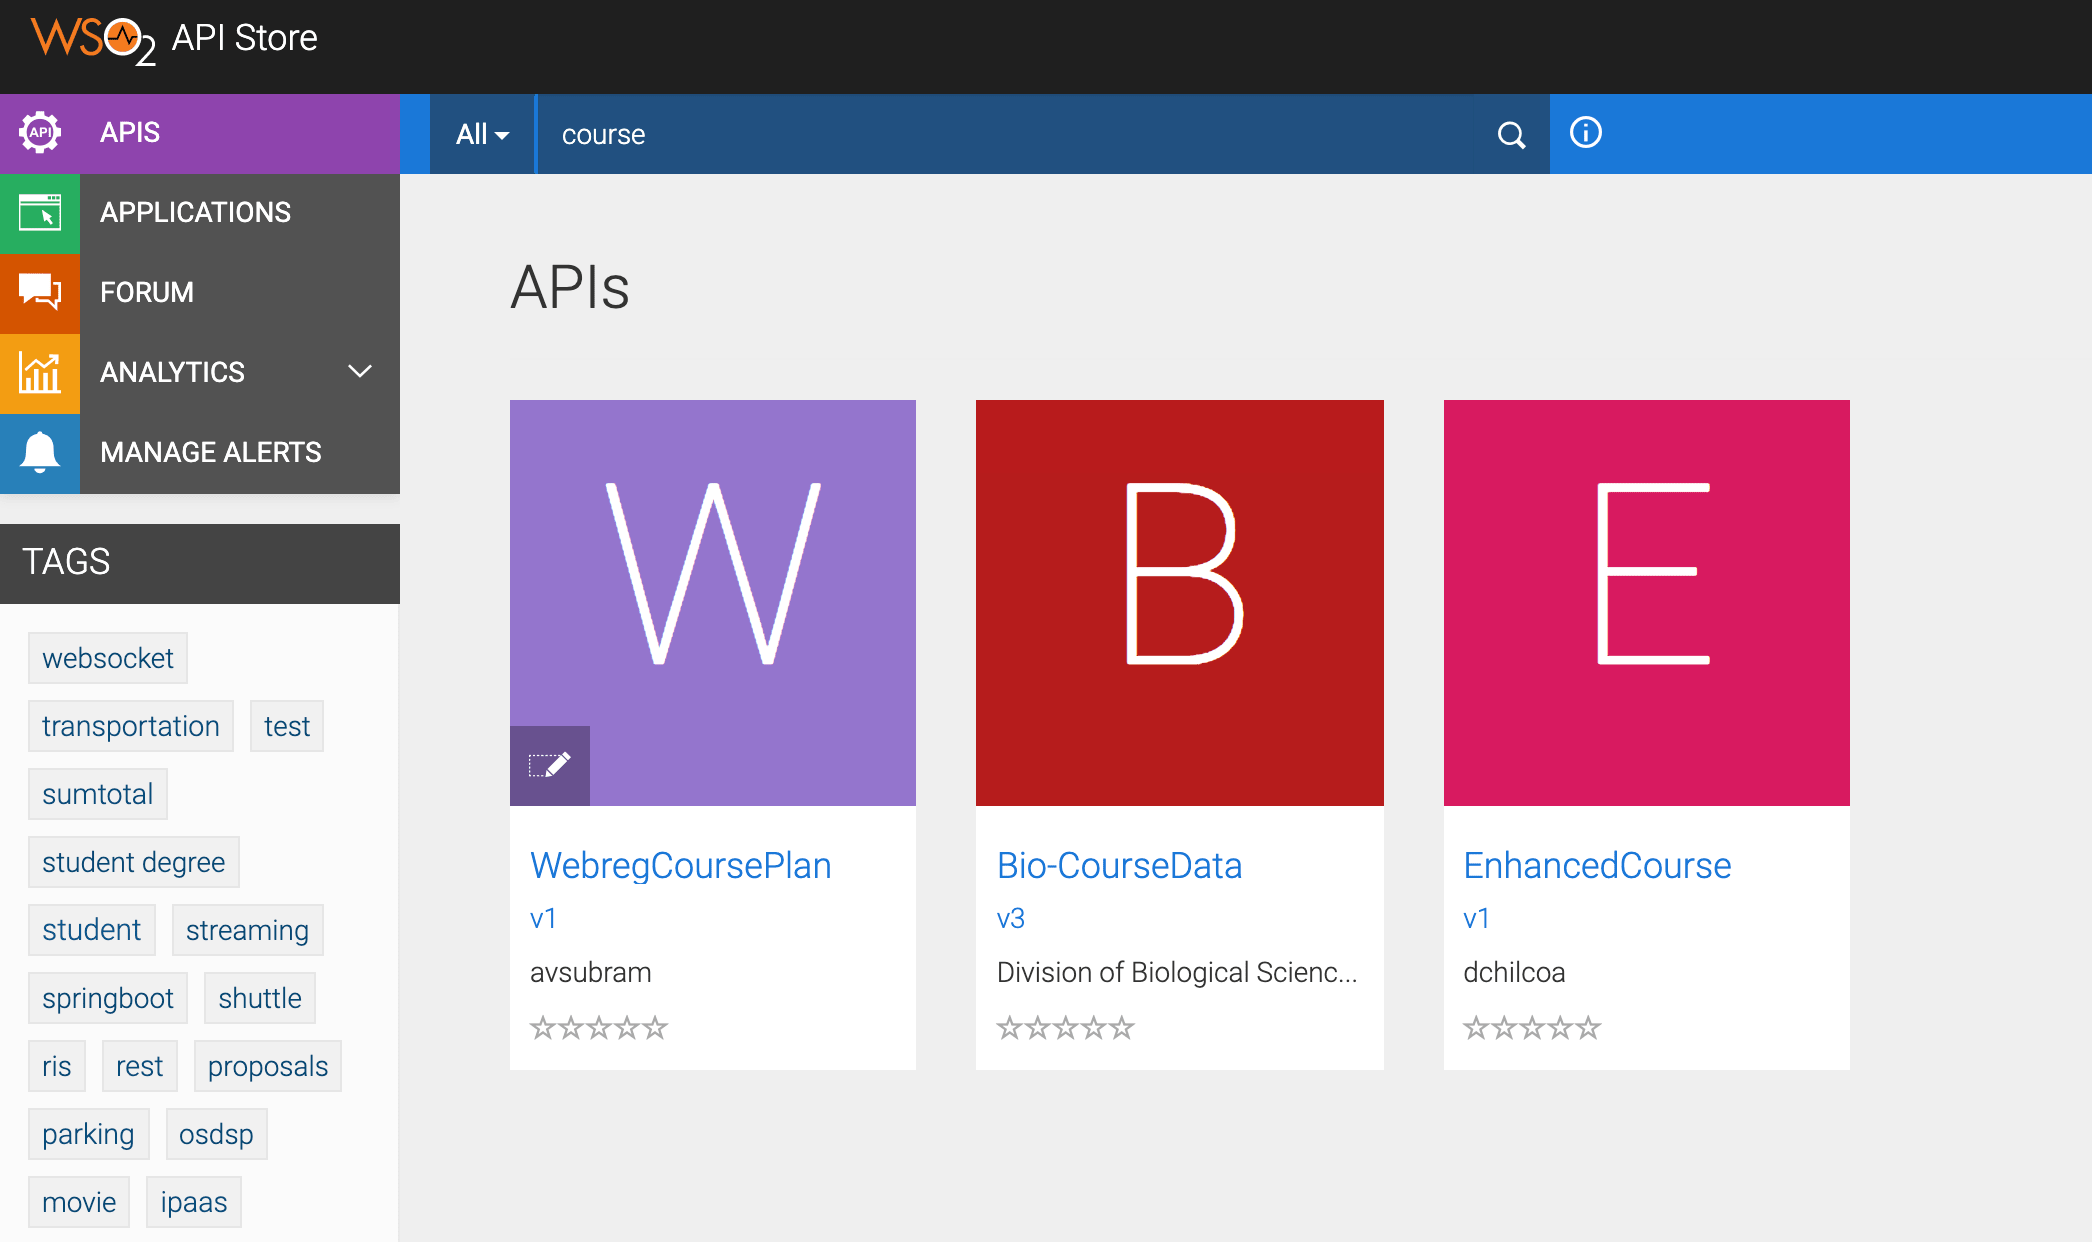 WSO2 API Store
API APIS
All course
APPLICATIONS
FORUM
ANALYTICS
MANAGE ALERTS
TAGS
websocket
transportation test
sumtotal
student degree
student streaming
springboot shuttle
ris rest proposals
parking osdsp
movie ipaas
APIs
W
WebregCoursePlan
v1
avsubram
B
Bio-CourseData
v3
Division of Biological Scienc...
E
EnhancedCourse
v1
dchilcoa